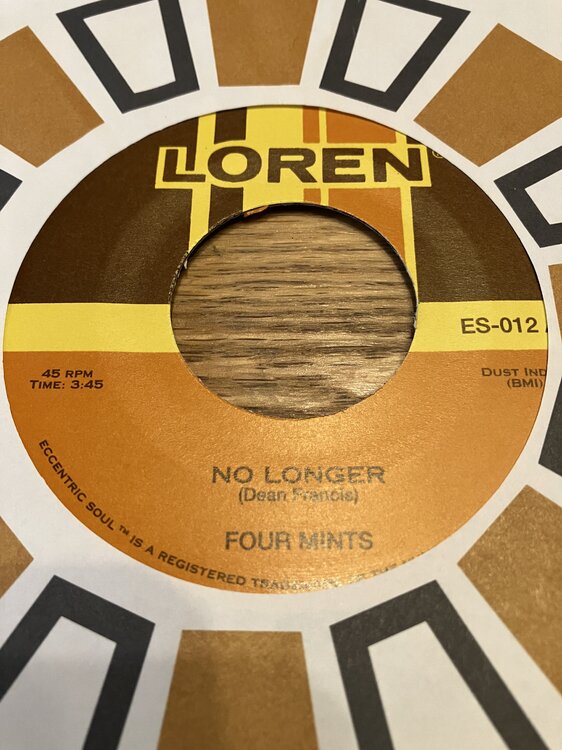 LOREN
ES-012
45 RPM
TIME: 3:45
DUST IND
(BMI)
NO LONGER
(Dean Francis)
FOUR MINTS
ECCENTRIC SOUL™ IS A REGISTERED